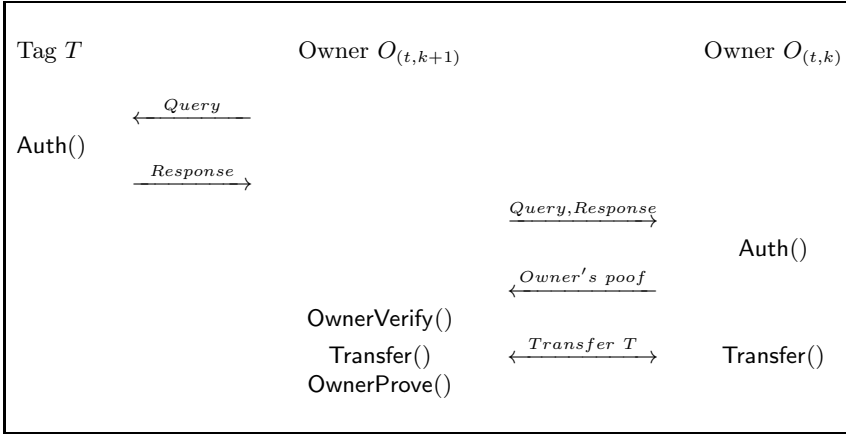 Tag T Owner O(t,k+1) Owner O(t,k)
Query
Auth()
Response
Query,Response
Auth()
Owner's poof
OwnerVerify()
Transfer() Transfer T Transfer()
OwnerProve()